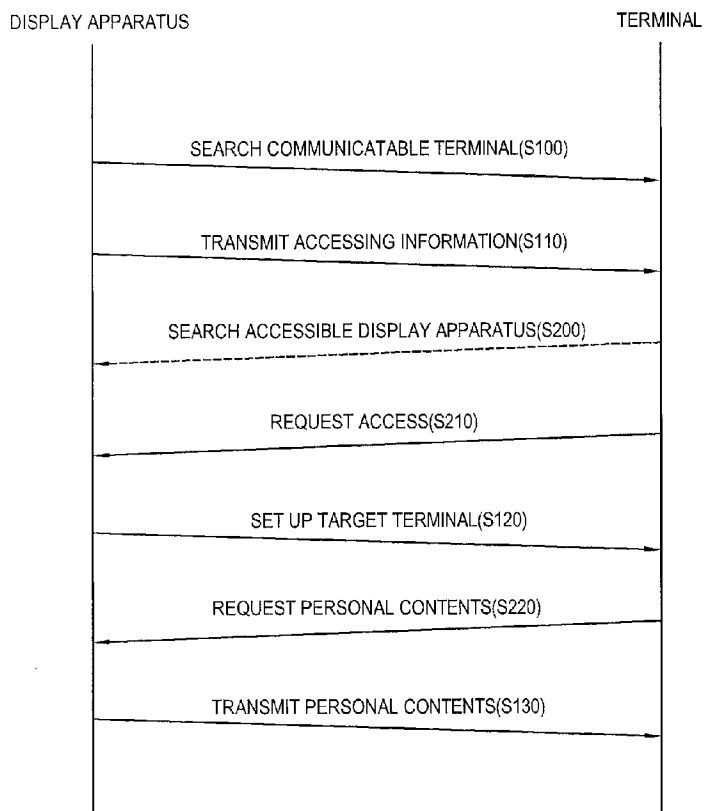 DISPLAY APPARATUS
TERMINAL
SEARCH COMMUNICATABLE TERMINAL(S100)
TRANSMIT ACCESSING INFORMATION(S110)
SEARCH ACCESSIBLE DISPLAY APPARATUS(S200)
REQUEST ACCESS(S210)
SET UP TARGET TERMINAL(S120)
REQUEST PERSONAL CONTENTS(S220)
TRANSMIT PERSONAL CONTENTS(S130)